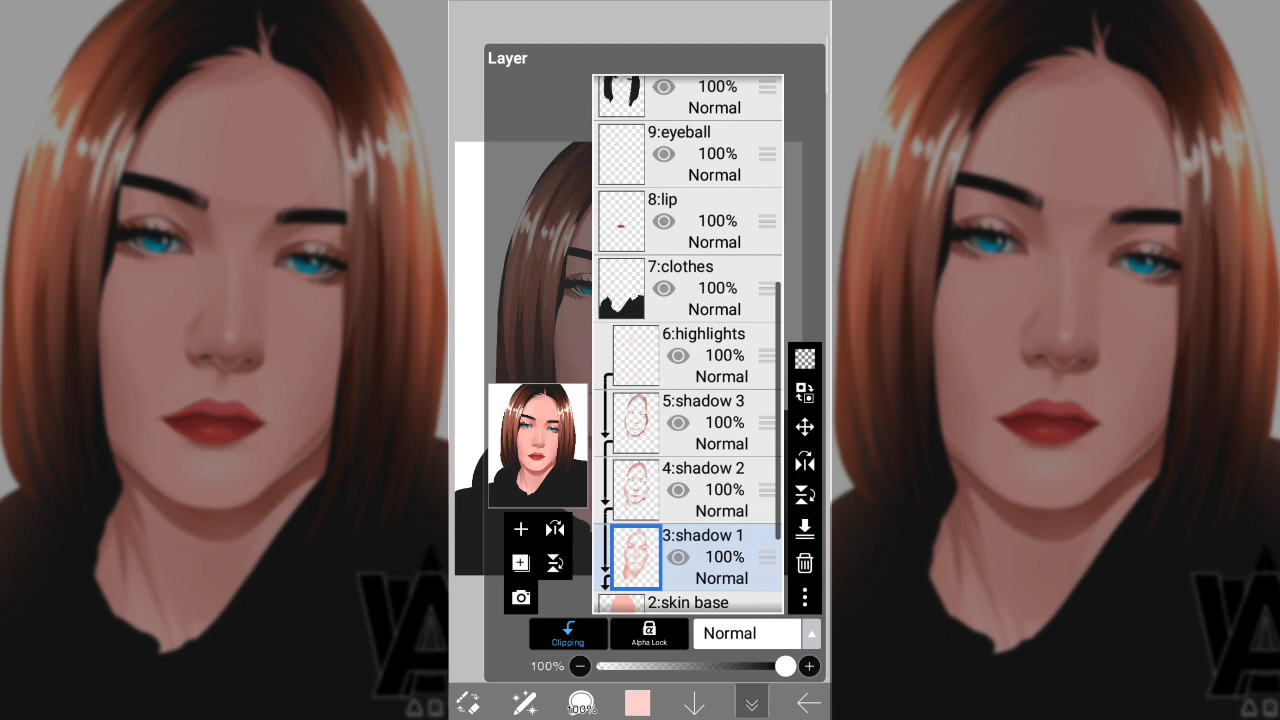 Layer
100%
Normal
9:eyeball
100%
Normal
8:lip
100%
Normal
7:clothes
100%
Normal
6:highlights
100%
Normal
5:shadow 3
100%
Normal
4:shadow 2
100%
Normal
3:shadow 1
100%
Normal
2:skin base
Clipping
Alpha Lock
Normal
100%
100%